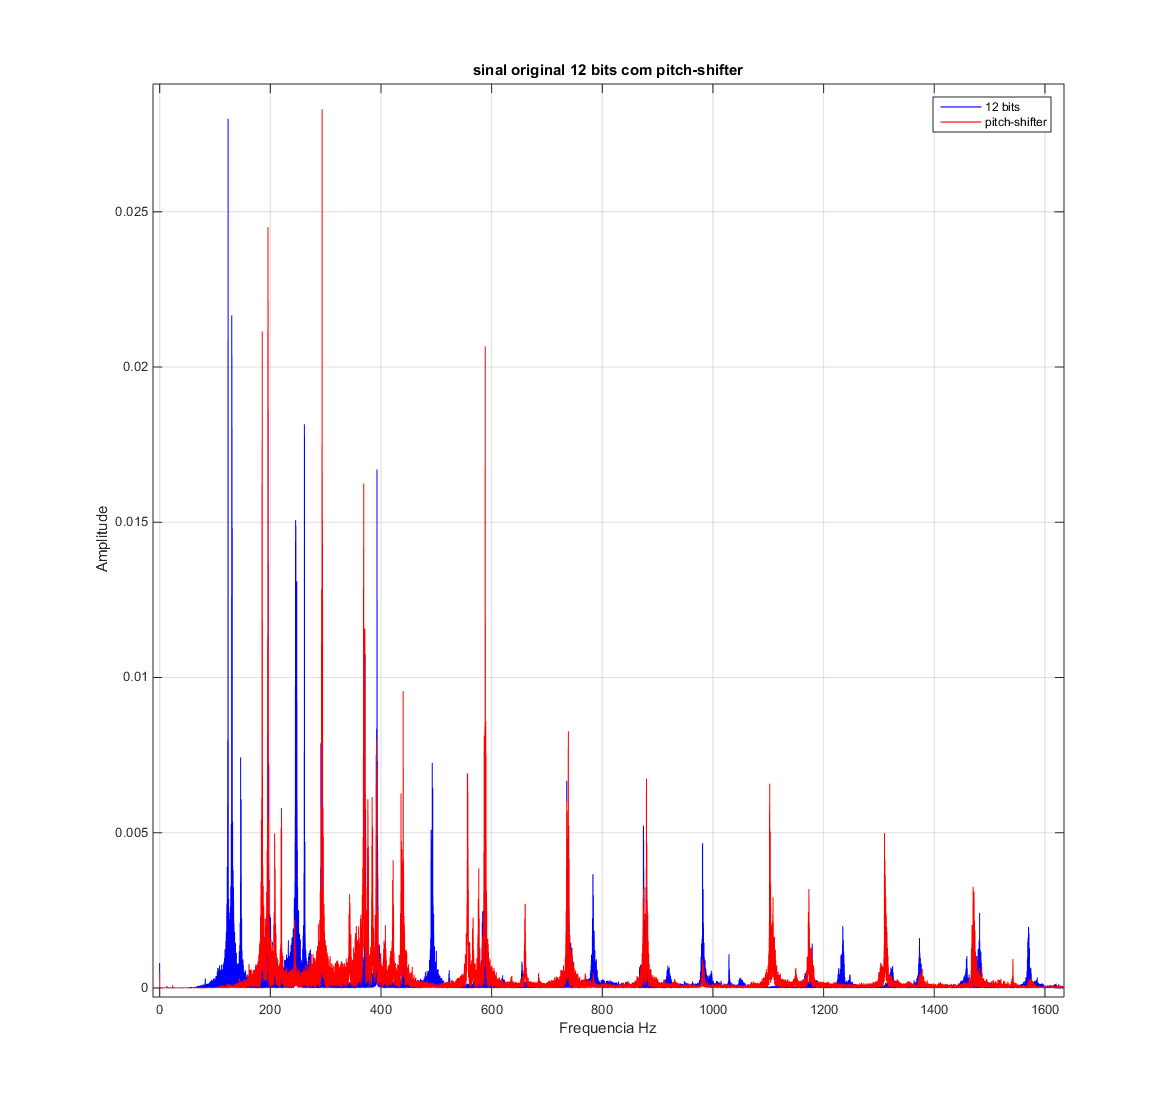 sinal original 12 bits com pitch-shifter
12 bits
pitch-shifter
Amplitude
0.025
0.02
0.015
0.01
0.005
0
0 200 400 600 800 1000 1200 1400 1600
Frequencia Hz